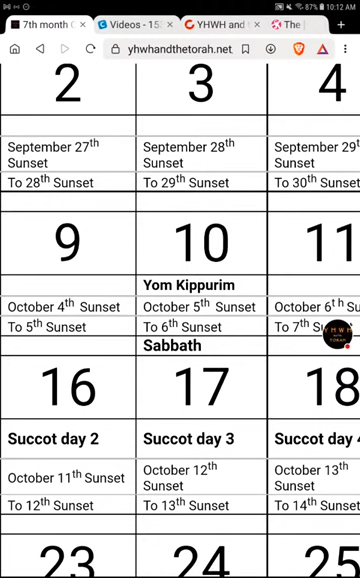 87% 10:12 AM
7th month
Videos - 15
YHWH and
The |
yhwhandthetorah.net
2 3 4
September 27th Sunset September 28th Sunset September 29th
To 28th Sunset To 29th Sunset To 30th Sunset
9 10 11
Yom Kippurim
October 4th Sunset October 5th Sunset October 6th Su
To 5th Sunset To 6th Sunset To 7th Su
YHWH
TORAH
Sabbath
16 17 18
Succot day 2 Succot day 3 Succot day 4
October 11th Sunset October 12th Sunset October 13th Sunset
To 12th Sunset To 13th Sunset To 14th Sunset
23 24 25